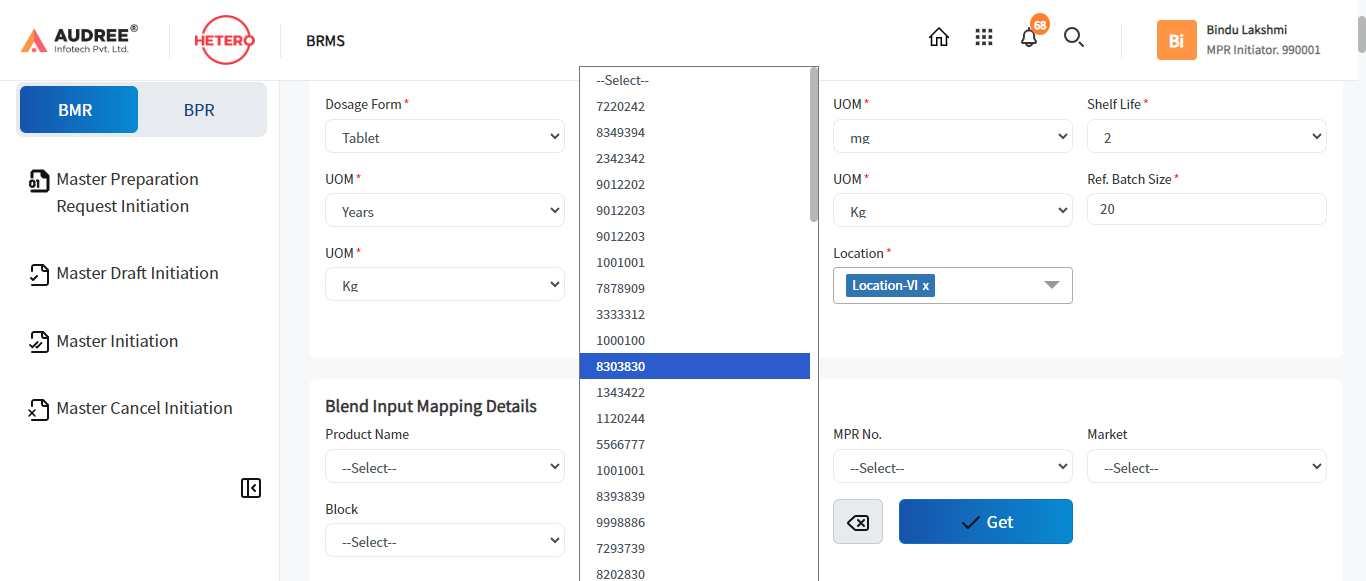 AUDREE®
Infotech Pvt. Ltd.
HETERO
BRMS
68
Bi
Bindu Lakshmi
MPR Initiator. 990001
BMR
BPR
Master Preparation
Request Initiation
Master Draft Initiation
Master Initiation
Master Cancel Initiation
Dosage Form *
Tablet
UOM *
mg
Shelf Life *
2
UOM *
Years
UOM *
Kg
Ref. Batch Size *
20
UOM *
Kg
Location *
Location-VI x
--Select--
7220242
8349394
2342342
9012202
9012203
9012203
1001001
7878909
3333312
1000100
8303830
1343422
1120244
5566777
1001001
8393839
9998886
7293739
8202830
Blend Input Mapping Details
Product Name
--Select--
MPR No.
--Select--
Market
--Select--
Block
--Select--
Get